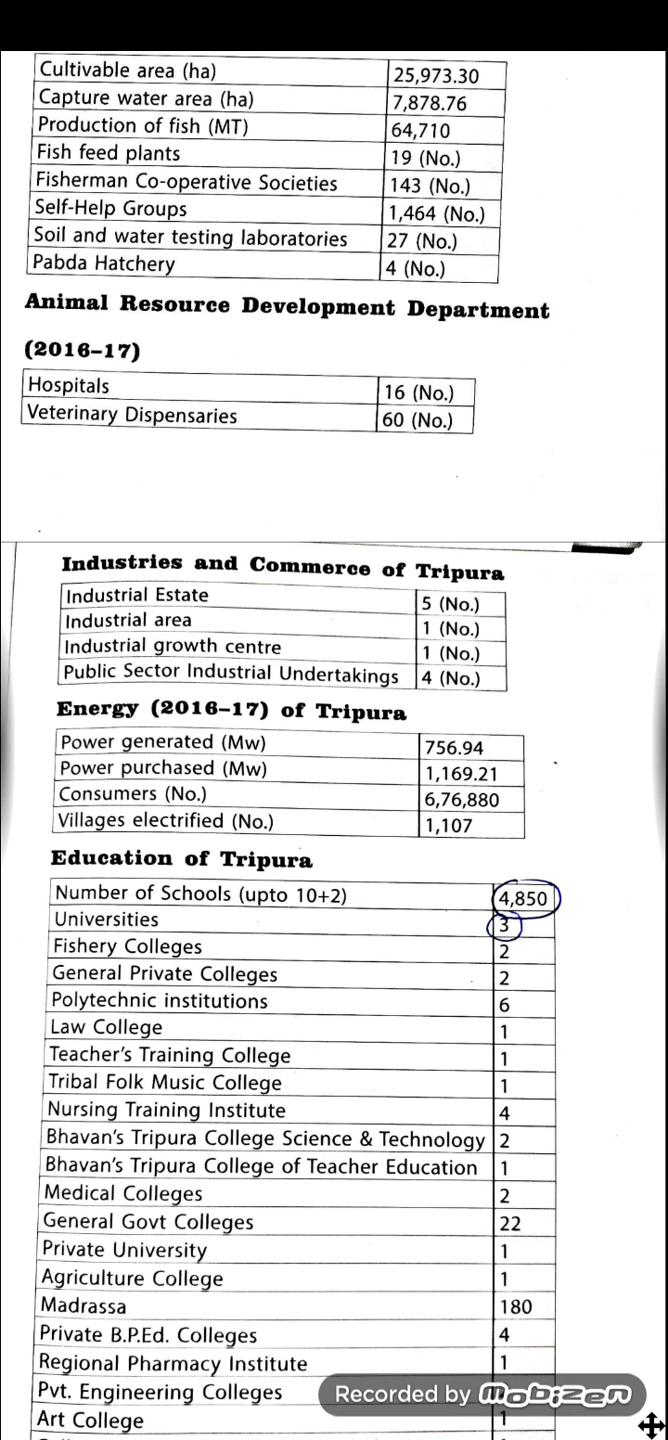 Cultivable area (ha) 25,973.30
Capture water area (ha) 7,878.76
Production of fish (MT) 64,710
Fish feed plants 19 (No.)
Fisherman Co-operative Societies 143 (No.)
Self-Help Groups 1,464 (No.)
Soil and water testing laboratories 27 (No.)
Pabda Hatchery 4 (No.)
Animal Resource Development Department
(2016–17)
Hospitals 16 (No.)
Veterinary Dispensaries 60 (No.)
Industries and Commerce of Tripura
Industrial Estate 5 (No.)
Industrial area 1 (No.)
Industrial growth centre 1 (No.)
Public Sector Industrial Undertakings 4 (No.)
Energy (2016–17) of Tripura
Power generated (Mw) 756.94
Power purchased (Mw) 1,169.21
Consumers (No.) 6,76,880
Villages electrified (No.) 1,107
Education of Tripura
Number of Schools (upto 10+2) 4,850
Universities 3
Fishery Colleges 2
General Private Colleges 2
Polytechnic institutions 6
Law College 1
Teacher's Training College 1
Tribal Folk Music College 1
Nursing Training Institute 4
Bhavan's Tripura College Science & Technology 2
Bhavan's Tripura College of Teacher Education 1
Medical Colleges 2
General Govt Colleges 22
Private University 1
Agriculture College 1
Madrassa 180
Private B.P.Ed. Colleges 4
Regional Pharmacy Institute 1
Pvt. Engineering Colleges
Recorded by Mobizen
Art College 1